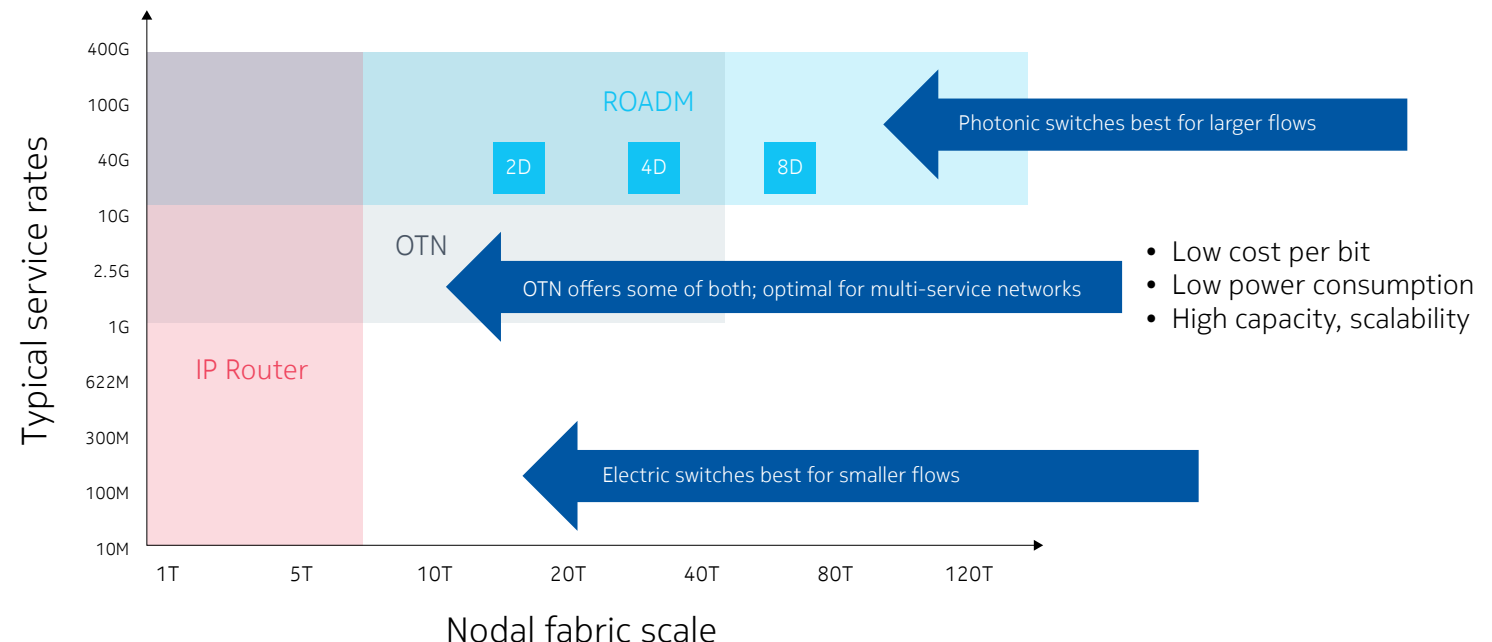 400G
100G
40G
10G
2.5G
1G
622M
300M
100M
10M
Typical service rates
ROADM
2D
4D
8D
OTN
IP Router
Photonic switches best for larger flows
OTN offers some of both; optimal for multi-service networks
Electric switches best for smaller flows
• Low cost per bit
• Low power consumption
• High capacity, scalability
1T
5T
10T
20T
40T
80T
120T
Nodal fabric scale